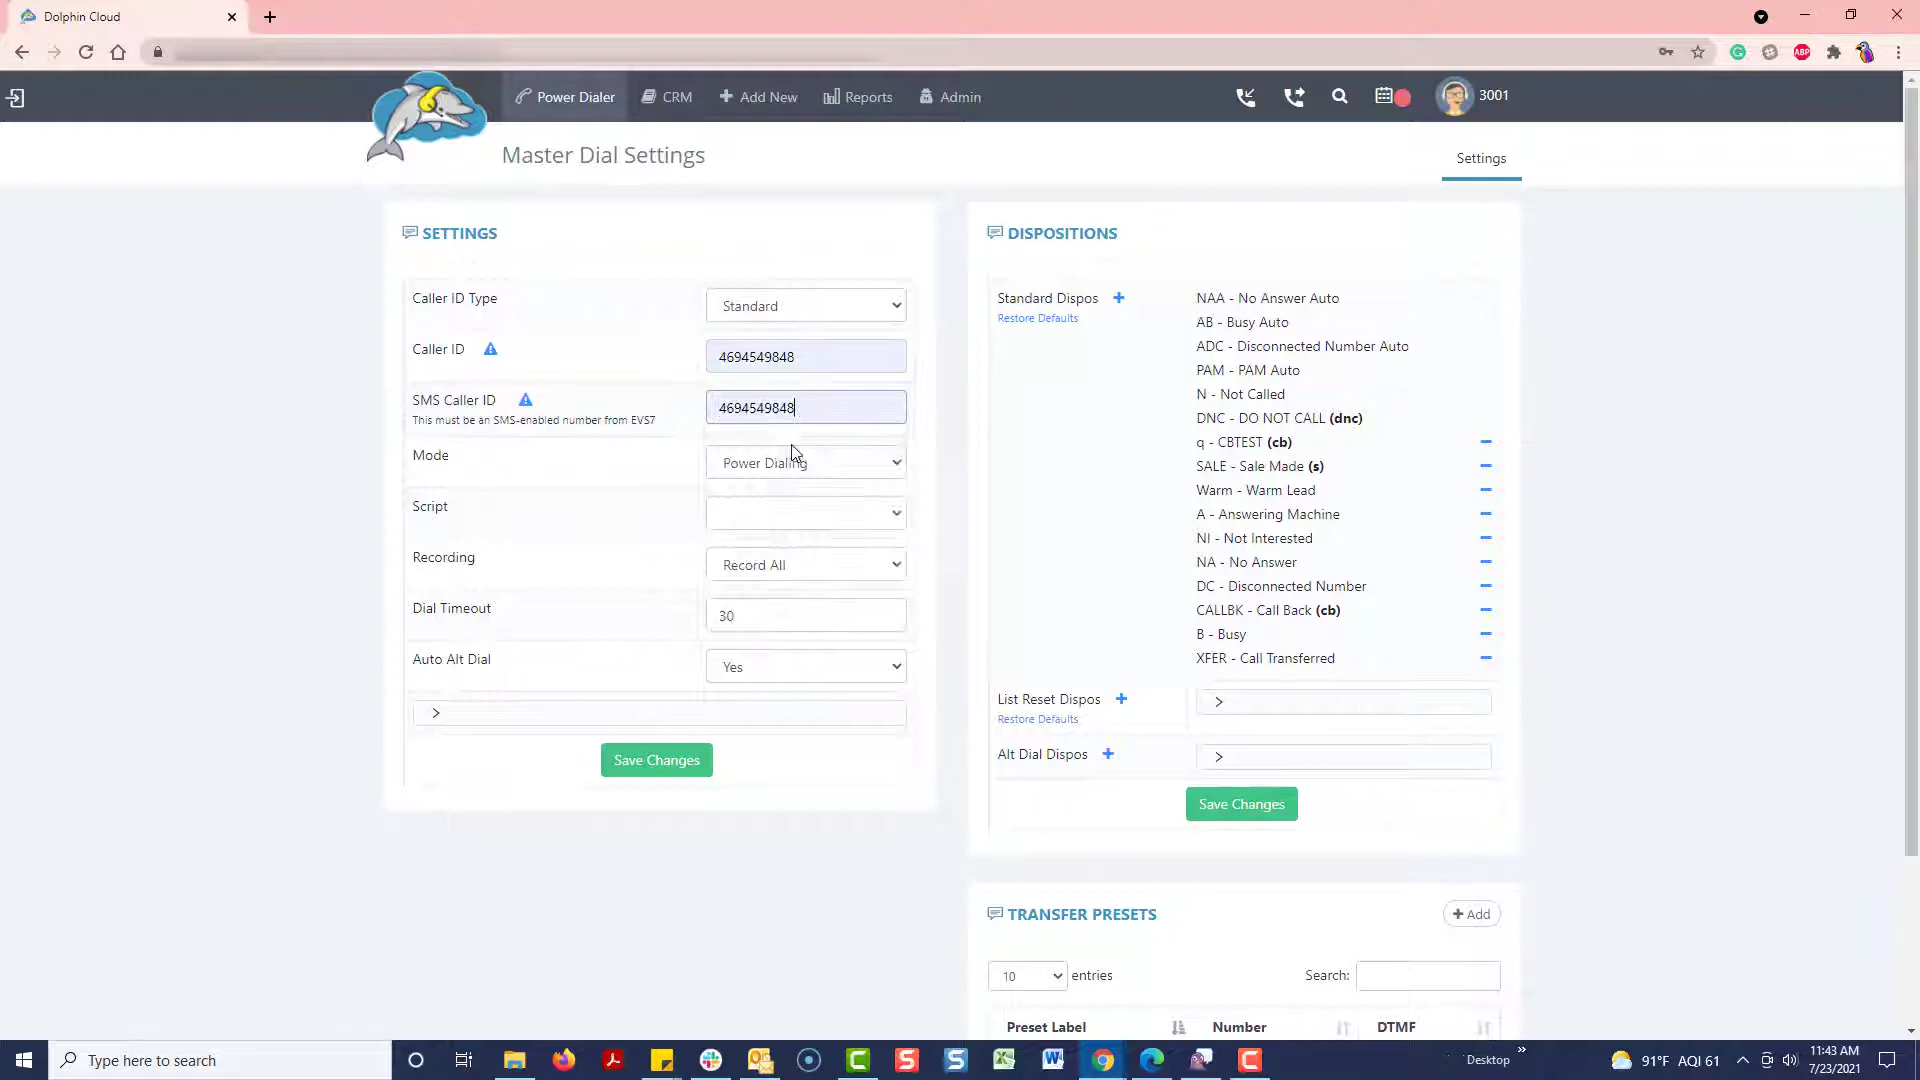 Dolphin Cloud
Power Dialer
CRM
Add New
Reports
Admin
3001
Master Dial Settings
Settings
SETTINGS
Caller ID Type
Standard
Caller ID
4694549848
SMS Caller ID
4694549848
This must be an SMS-enabled number from EVS7
Mode
Power Dialing
Script
Recording
Record All
Dial Timeout
30
Auto Alt Dial
Yes
>
Save Changes
DISPOSITIONS
Standard Dispos +
Restore Defaults
NAA - No Answer Auto
AB - Busy Auto
ADC - Disconnected Number Auto
PAM - PAM Auto
N - Not Called
DNC - DO NOT CALL (dnc)
q - CBTEST (cb)
SALE - Sale Made (s)
Warm - Warm Lead
A - Answering Machine
NI - Not Interested
NA - No Answer
DC - Disconnected Number
CALLBK - Call Back (cb)
B - Busy
XFER - Call Transferred
List Reset Dispos +
>
Restore Defaults
Alt Dial Dispos +
>
Save Changes
TRANSFER PRESETS
+ Add
10 entries
Search:
Preset Label
Number
DTMF
Type here to search
Desktop
91°F AQI 61
11:43 AM
7/23/2021
ABP